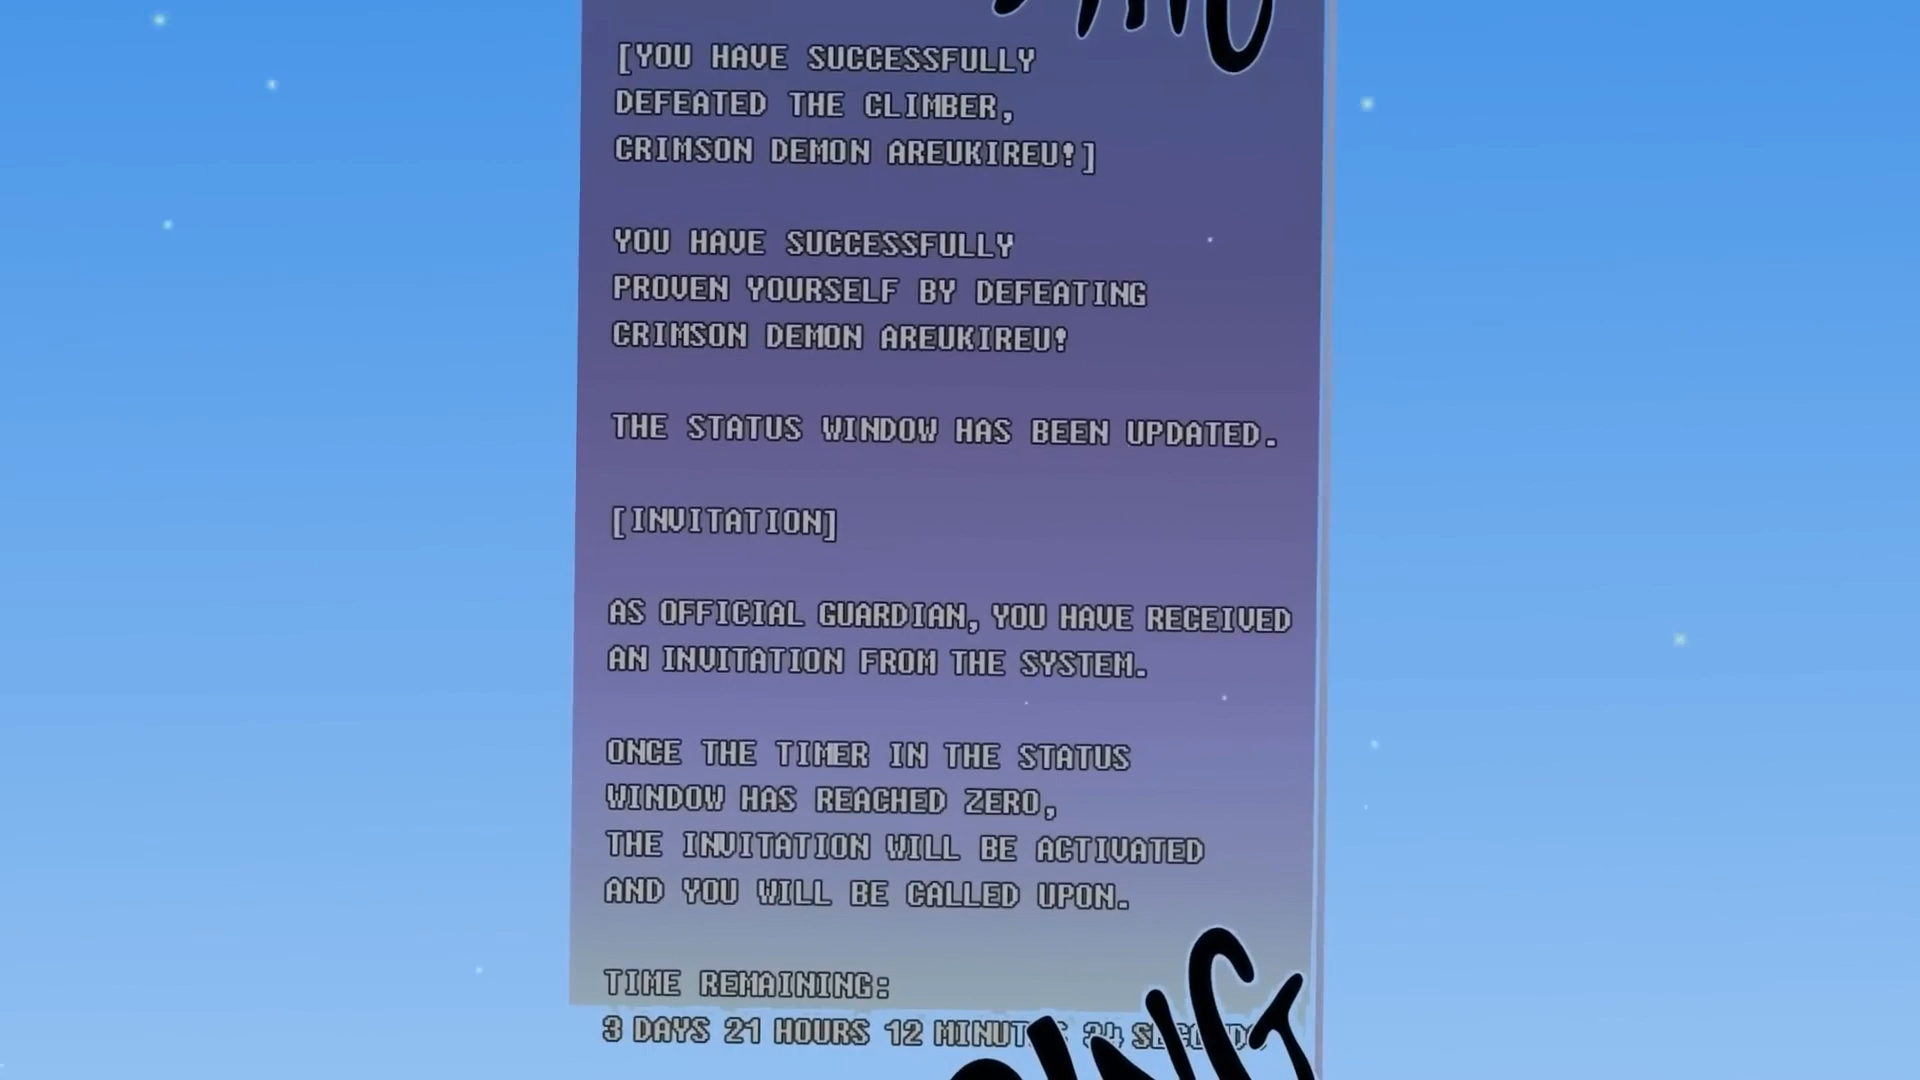 [YOU HAVE SUCCESSFULLY
DEFEATED THE CLIMBER,
CRIMSON DEMON AREUKIREU!]
YOU HAVE SUCCESSFULLY
PROVEN YOURSELF BY DEFEATING
CRIMSON DEMON AREUKIREU!
THE STATUS WINDOW HAS BEEN UPDATED.
[INVITATION]
AS OFFICIAL GUARDIAN, YOU HAVE RECEIVED
AN INVITATION FROM THE SYSTEM.
ONCE THE TIMER IN THE STATUS
WINDOW HAS REACHED ZERO,
THE INVITATION WILL BE ACTIVATED
AND YOU WILL BE CALLED UPON.
TIME REMAINING:
3 DAYS 21 HOURS 12 MINUTES